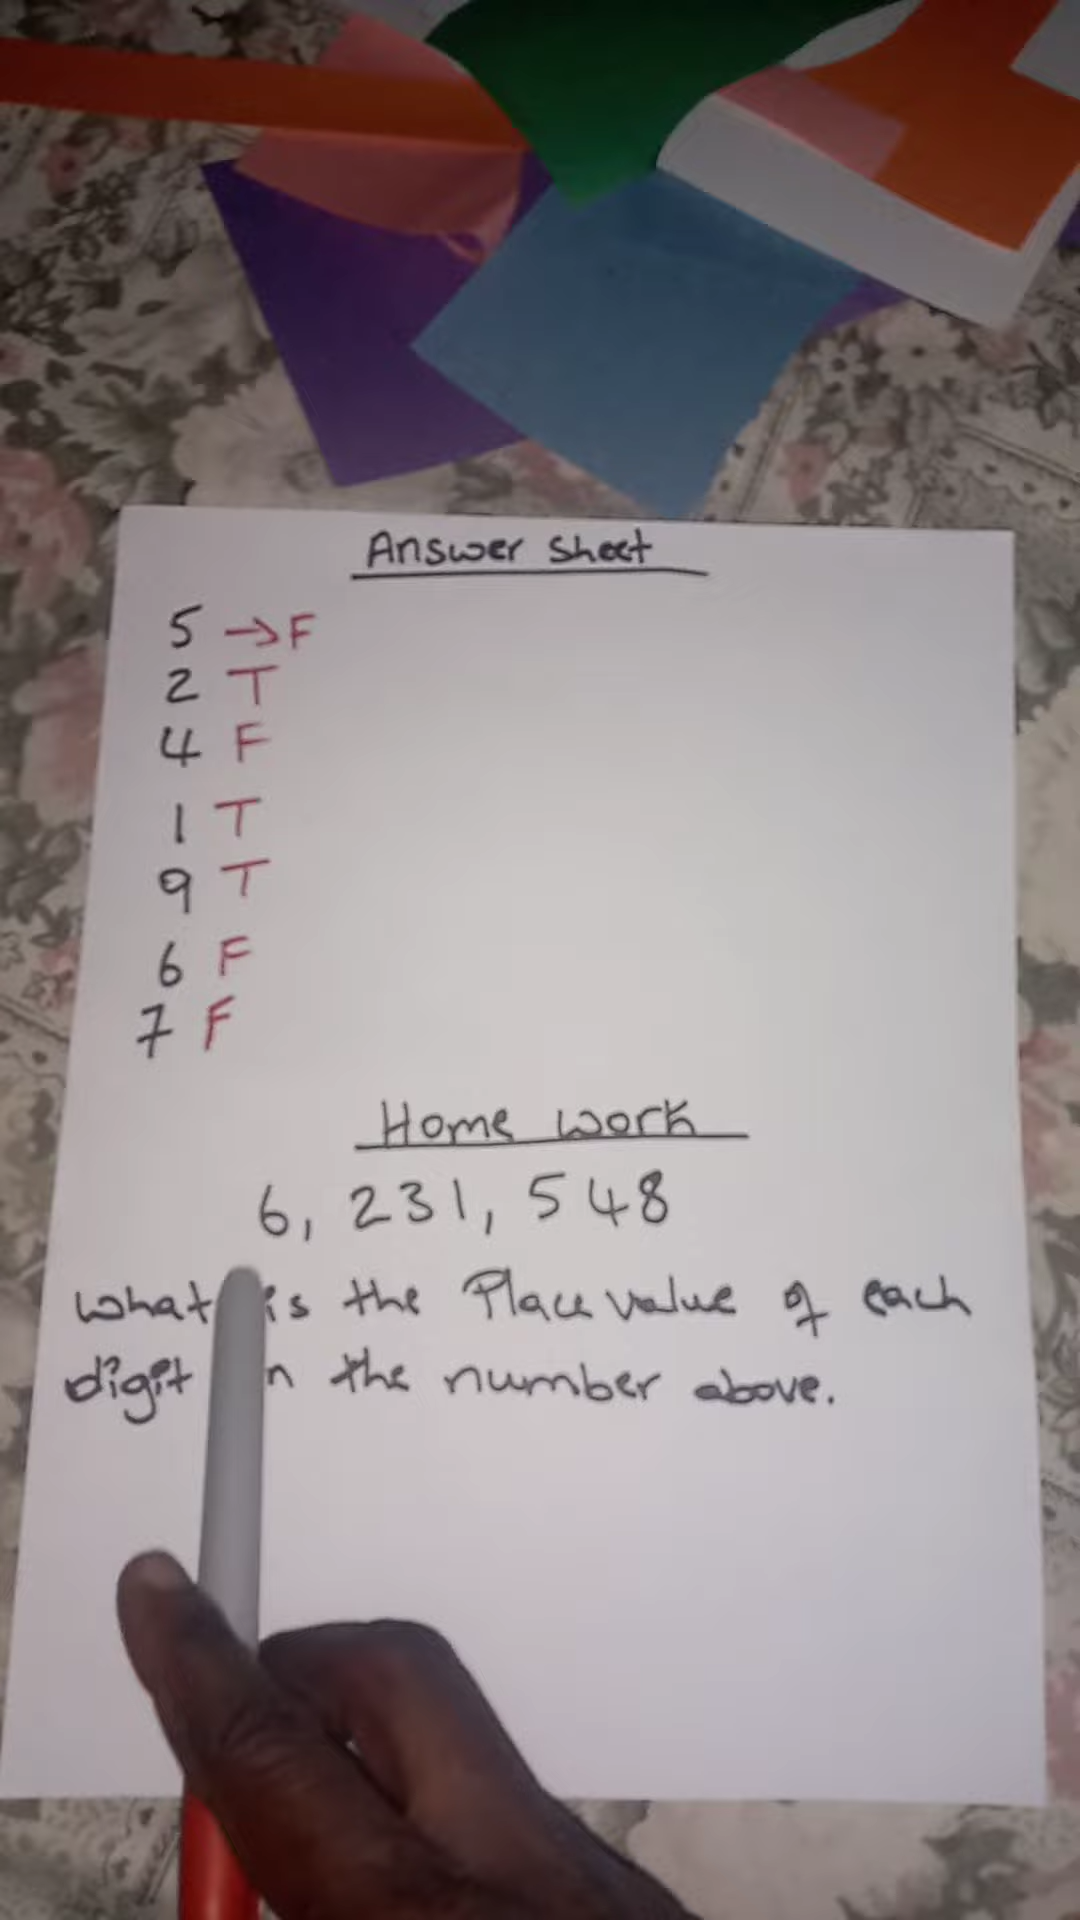 Answer sheet
5 → F
2 T
4 F
1 T
9 T
6 F
7 F
Home work
6, 231, 548
What is the Place value of each
digit in the number above.